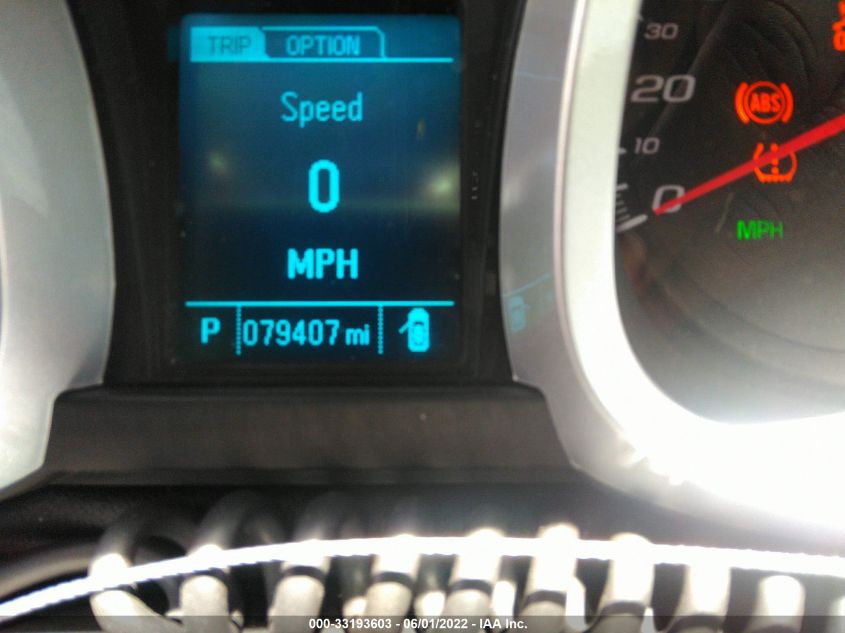 TRIP OPTION
Speed
0
MPH
P 079407 mi
30
20
10
0
ABS
MPH
000-33193603 - 06/01/2022 - IAA Inc.